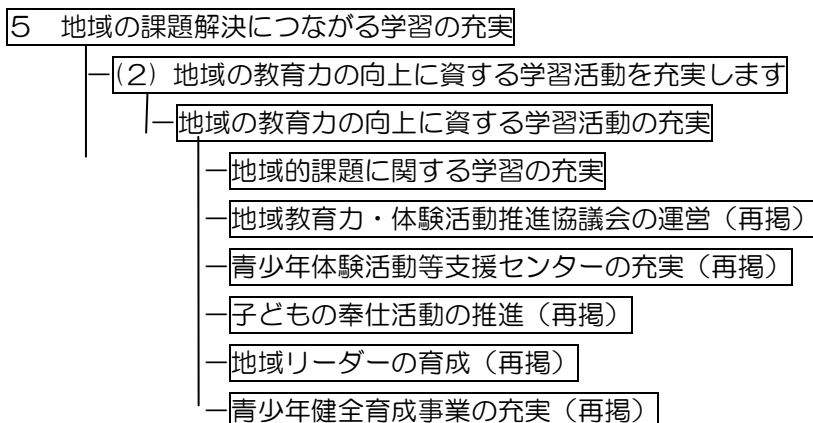 5　地域の課題解決につながる学習の充実
(2) 地域の教育力の向上に資する学習活動を充実します
地域の教育力の向上に資する学習活動の充実
地域的課題に関する学習の充実
地域教育力・体験活動推進協議会の運営（再掲）
青少年体験活動等支援センターの充実（再掲）
子どもの奉仕活動の推進（再掲）
地域リーダーの育成（再掲）
青少年健全育成事業の充実（再掲）